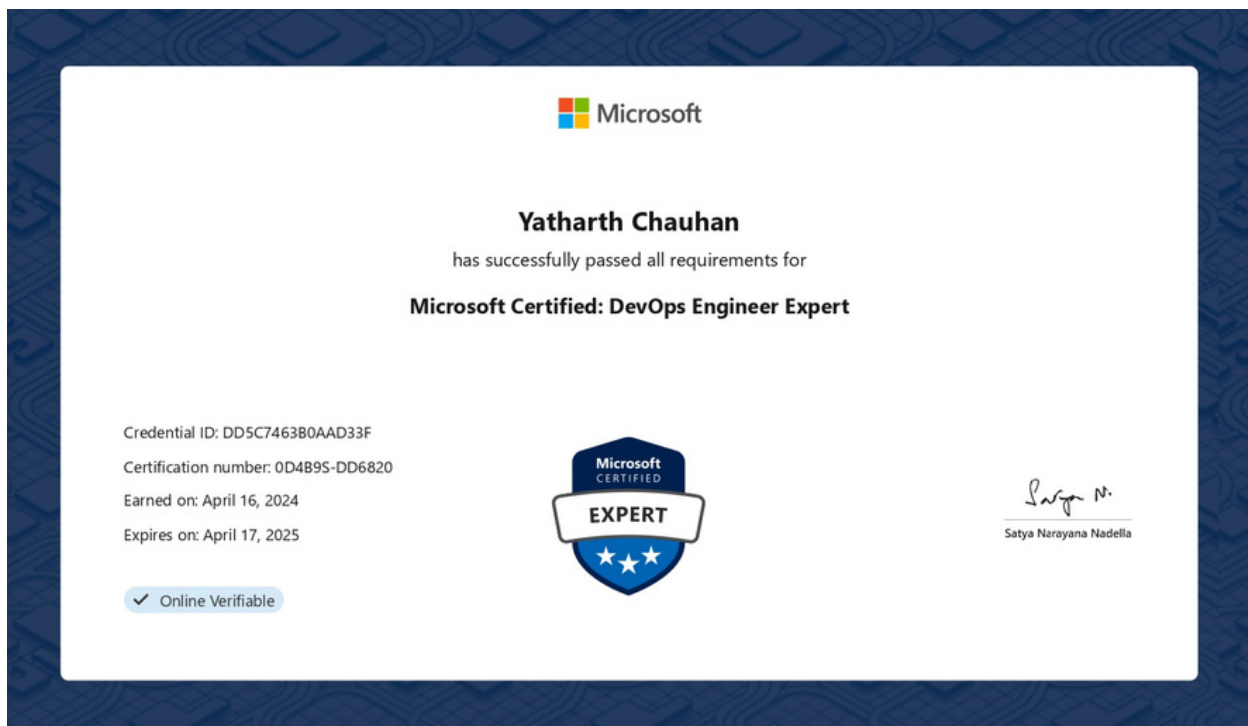 Microsoft
Yatharth Chauhan
has successfully passed all requirements for
Microsoft Certified: DevOps Engineer Expert
Credential ID: DD5C7463B0AAD33F
Certification number: 0D4B9S-DD6820
Earned on: April 16, 2024
Expires on: April 17, 2025
Online Verifiable
Microsoft
CERTIFIED
EXPERT
Satya N.
Satya Narayana Nadella